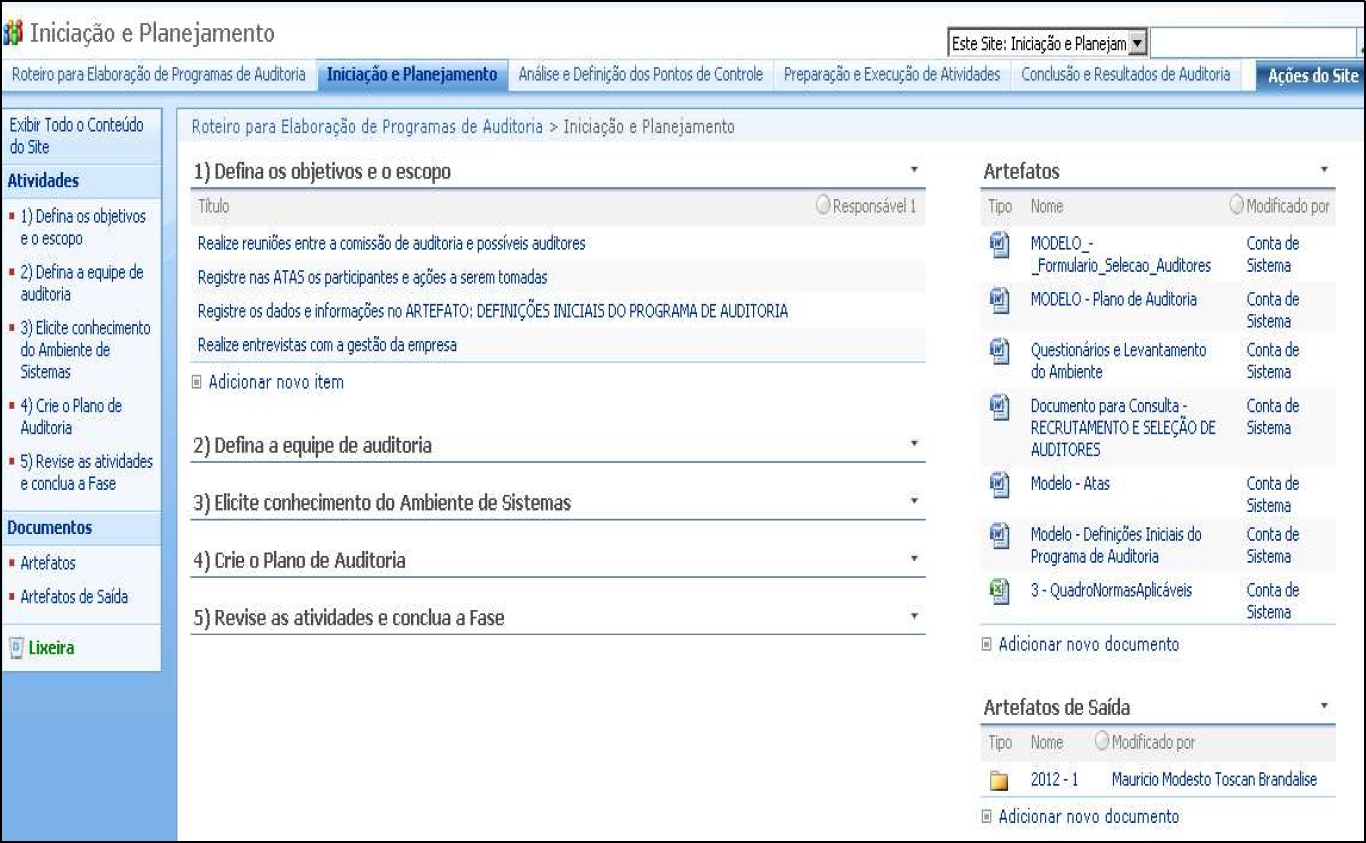 Iniciação e Planejamento
Este Site: Iniciação e Planejam
Roteiro para Elaboração de Programas de Auditoria
Iniciação e Planejamento
Análise e Definição dos Pontos de Controle
Preparação e Execução de Atividades
Conclusão e Resultados de Auditoria
Ações do Site
Exibir Todo o Conteúdo
do Site
Atividades
1) Defina os objetivos
e o escopo
2) Defina a equipe de
auditoria
3) Elicite conhecimento
do Ambiente de
Sistemas
4) Crie o Plano de
Auditoria
5) Revise as atividades
e conclua a Fase
Documentos
Artefatos
Artefatos de Saída
Lixeira
Roteiro para Elaboração de Programas de Auditoria > Iniciação e Planejamento
1) Defina os objetivos e o escopo
Título Responsável 1
Realize reuniões entre a comissão de auditoria e possíveis auditores
Registre nas ATAS os participantes e ações a serem tomadas
Registre os dados e informações no ARTEFATO: DEFINIÇÕES INICIAIS DO PROGRAMA DE AUDITORIA
Realize entrevistas com a gestão da empresa
Adicionar novo item
2) Defina a equipe de auditoria
3) Elicite conhecimento do Ambiente de Sistemas
4) Crie o Plano de Auditoria
5) Revise as atividades e conclua a Fase
Artefatos
Tipo Nome Modificado por
MODELO_- Conta de
_Formulario_Selecao_Auditores Sistema
MODELO - Plano de Auditoria Conta de
Sistema
Questionários e Levantamento Conta de
do Ambiente Sistema
Documento para Consulta - Conta de
RECRUTAMENTO E SELEÇÃO DE Sistema
AUDITORES
Modelo - Atas Conta de
Sistema
Modelo - Definições Iniciais do Conta de
Programa de Auditoria Sistema
3 - QuadroNormasAplicáveis Conta de
Sistema
Adicionar novo documento
Artefatos de Saída
Tipo Nome Modificado por
2012 - 1 Mauricio Modesto Toscan Brandalise
Adicionar novo documento